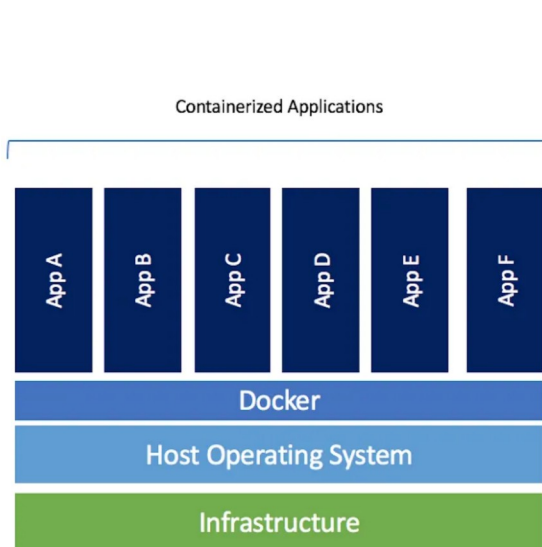 Containerized Applications
App A
App B
App C
App D
App E
App F
Docker
Host Operating System
Infrastructure